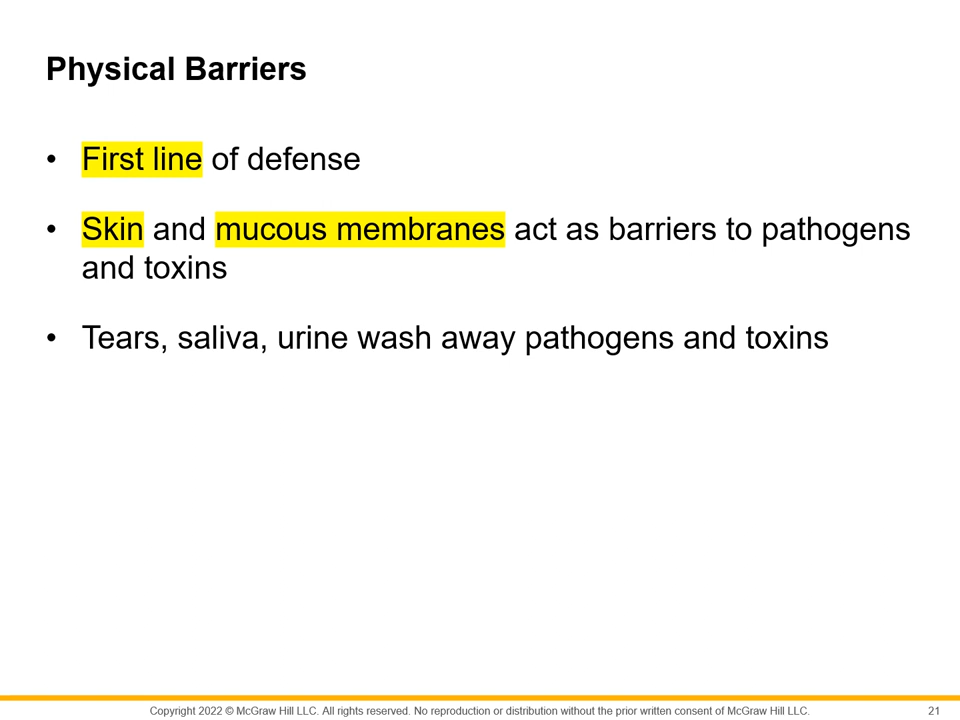 Physical Barriers
• First line of defense
• Skin and mucous membranes act as barriers to pathogens
and toxins
• Tears, saliva, urine wash away pathogens and toxins
Copyright 2022 © McGraw Hill LLC. All rights reserved. No reproduction or distribution without the prior written consent of McGraw Hill LLC.
21